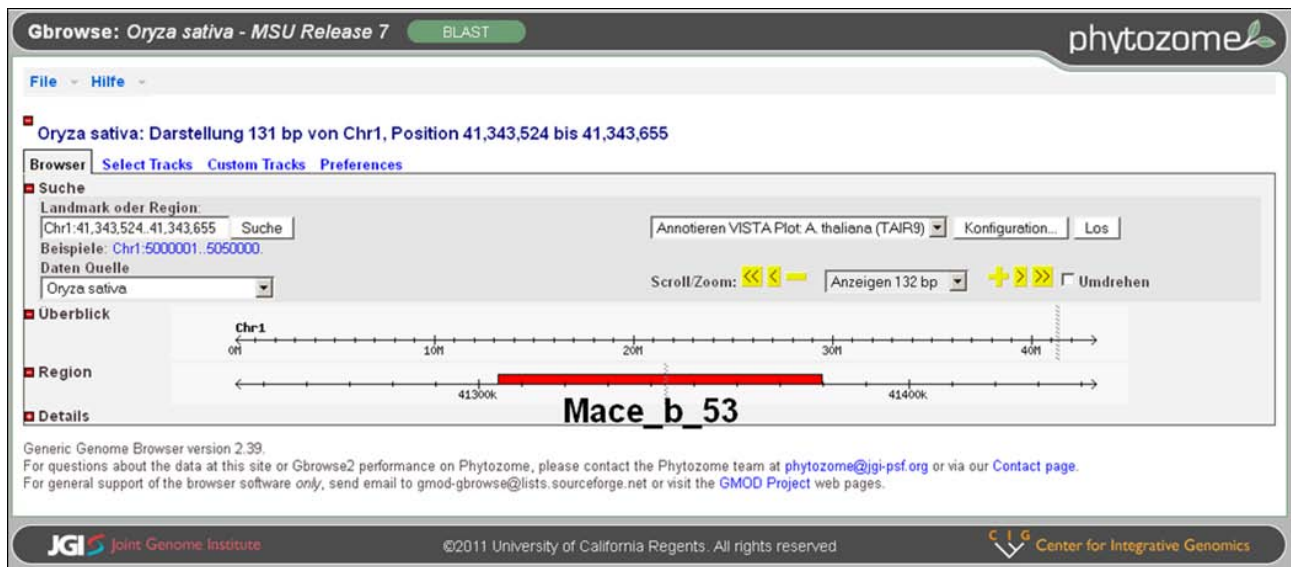 Gbrowse: Oryza sativa - MSU Release 7 BLAST phytozome
File Hilfe
Oryza sativa: Darstellung 131 bp von Chr1, Position 41,343,524 bis 41,343,655
Browser Select Tracks Custom Tracks Preferences
Suche
Landmark oder Region:
Chr1:41,343,524..41,343,655 Suche Annotieren VISTA Plot: A. thaliana (TAIR9) Konfiguration... Los
Beispiele: Chr1:5000001..5050000.
Daten Quelle
Oryza sativa Scroll/Zoom: << < Anzeigen 132 bp > >> Umdrehen
Überblick
Chr1
0M 10M 20M 30M 40M
Region
41300k 41400k
Mace_b_53
Details
Generic Genome Browser version 2.39.
For questions about the data at this site or Gbrowse2 performance on Phytozome, please contact the Phytozome team at phytozome@jgi-psf.org or via our Contact page.
For general support of the browser software only, send email to gmod-gbrowse@lists.sourceforge.net or visit the GMOD Project web pages.
JGI Joint Genome Institute ©2011 University of California Regents. All rights reserved CIG Center for Integrative Genomics